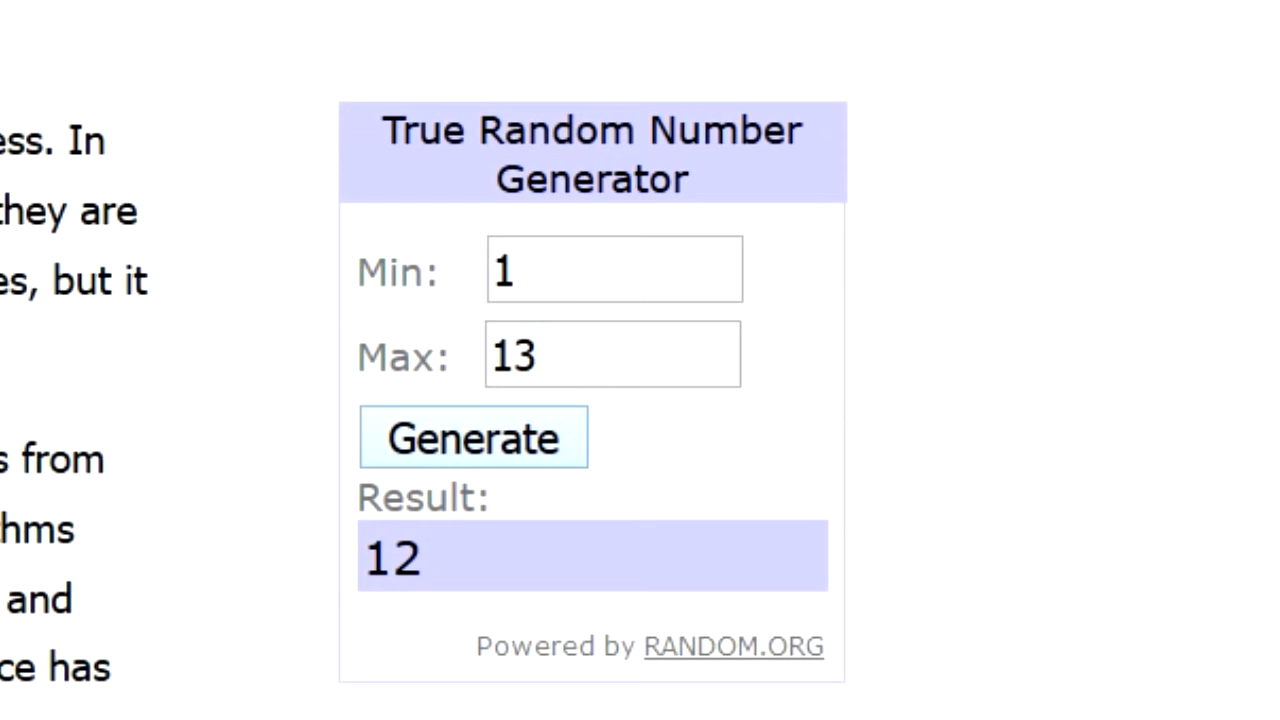 ess. In
they are
es, but it
s from
thms
and
ce has
True Random Number
Generator
Min: 1
Max: 13
Generate
Result:
12
Powered by RANDOM.ORG